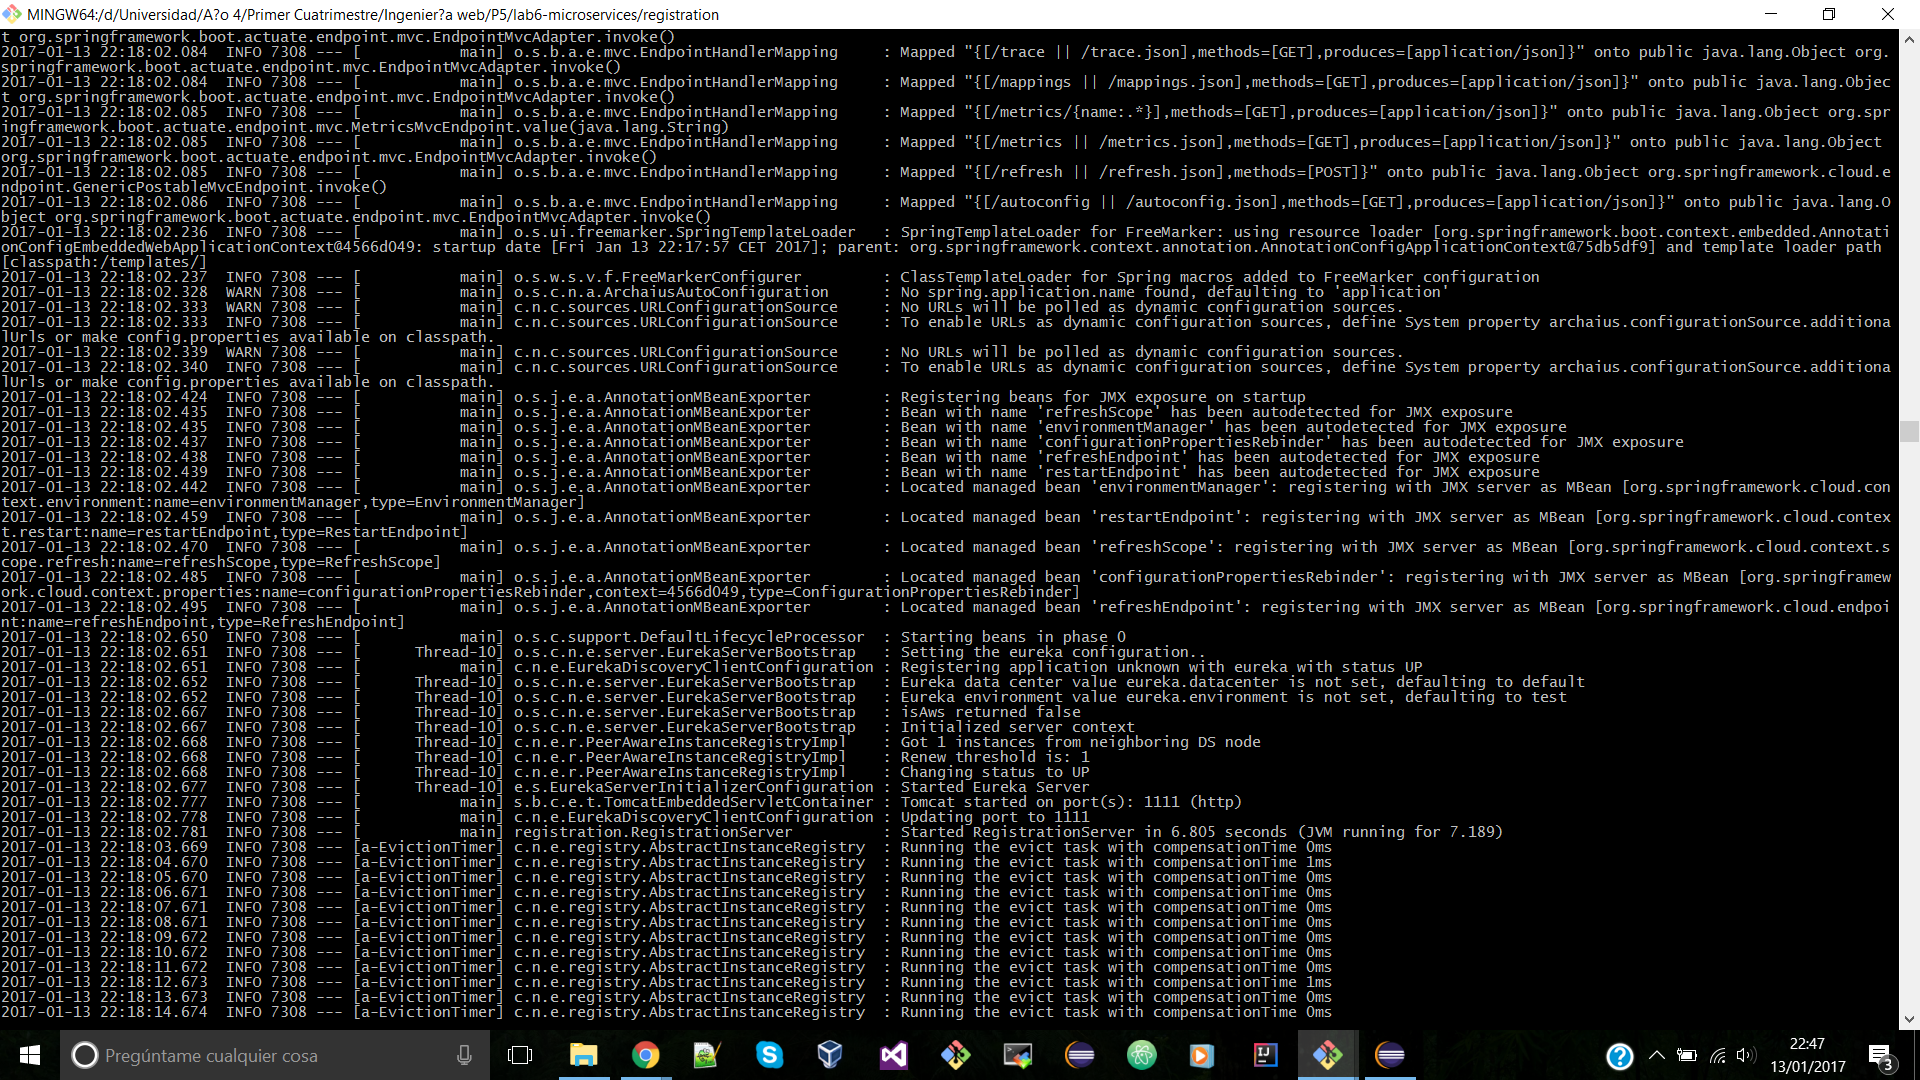 MINGW64:/d/Universidad/A?o 4/Primer Cuatrimestre/Ingenier?a web/P5/lab6-microservices/registration
t org.springframework.boot.actuate.endpoint.mvc.EndpointMvcAdapter.invoke()
2017-01-13 22:18:02.084  INFO 7308 --- [           main] o.s.b.a.e.mvc.EndpointHandlerMapping     : Mapped "{[/trace || /trace.json],methods=[GET],produces=[application/json]}" onto public java.lang.Object org.
springframework.boot.actuate.endpoint.mvc.EndpointMvcAdapter.invoke()
2017-01-13 22:18:02.084  INFO 7308 --- [           main] o.s.b.a.e.mvc.EndpointHandlerMapping     : Mapped "{[/mappings || /mappings.json],methods=[GET],produces=[application/json]}" onto public java.lang.Objec
t org.springframework.boot.actuate.endpoint.mvc.EndpointMvcAdapter.invoke()
2017-01-13 22:18:02.085  INFO 7308 --- [           main] o.s.b.a.e.mvc.EndpointHandlerMapping     : Mapped "{[/metrics/{name:.*}],methods=[GET],produces=[application/json]}" onto public java.lang.Object org.spr
ingframework.boot.actuate.endpoint.mvc.MetricsMvcEndpoint.value(java.lang.String)
2017-01-13 22:18:02.085  INFO 7308 --- [           main] o.s.b.a.e.mvc.EndpointHandlerMapping     : Mapped "{[/metrics || /metrics.json],methods=[GET],produces=[application/json]}" onto public java.lang.Object
org.springframework.boot.actuate.endpoint.mvc.EndpointMvcAdapter.invoke()
2017-01-13 22:18:02.085  INFO 7308 --- [           main] o.s.b.a.e.mvc.EndpointHandlerMapping     : Mapped "{[/refresh || /refresh.json],methods=[POST]}" onto public java.lang.Object org.springframework.cloud.e
ndpoint.GenericPostableMvcEndpoint.invoke()
2017-01-13 22:18:02.086  INFO 7308 --- [           main] o.s.b.a.e.mvc.EndpointHandlerMapping     : Mapped "{[/autoconfig || /autoconfig.json],methods=[GET],produces=[application/json]}" onto public java.lang.O
bject org.springframework.boot.actuate.endpoint.mvc.EndpointMvcAdapter.invoke()
2017-01-13 22:18:02.236  INFO 7308 --- [           main] o.s.ui.freemarker.SpringTemplateLoader   : SpringTemplateLoader for FreeMarker: using resource loader [org.springframework.boot.context.embedded.Annotati
onConfigEmbeddedWebApplicationContext@4566d049: startup date [Fri Jan 13 22:17:57 CET 2017]; parent: org.springframework.context.annotation.AnnotationConfigApplicationContext@75db5df9] and template loader path
[classpath:/templates/]
2017-01-13 22:18:02.237  INFO 7308 --- [           main] o.s.w.s.v.f.FreeMarkerConfigurer         : ClassTemplateLoader for Spring macros added to FreeMarker configuration
2017-01-13 22:18:02.328  WARN 7308 --- [           main] o.s.c.n.a.ArchaiusAutoConfiguration      : No spring.application.name found, defaulting to 'application'
2017-01-13 22:18:02.333  WARN 7308 --- [           main] c.n.c.sources.URLConfigurationSource     : No URLs will be polled as dynamic configuration sources.
2017-01-13 22:18:02.333  INFO 7308 --- [           main] c.n.c.sources.URLConfigurationSource     : To enable URLs as dynamic configuration sources, define System property archaius.configurationSource.additiona
lUrls or make config.properties available on classpath.
2017-01-13 22:18:02.339  WARN 7308 --- [           main] c.n.c.sources.URLConfigurationSource     : No URLs will be polled as dynamic configuration sources.
2017-01-13 22:18:02.340  INFO 7308 --- [           main] c.n.c.sources.URLConfigurationSource     : To enable URLs as dynamic configuration sources, define System property archaius.configurationSource.additiona
lUrls or make config.properties available on classpath.
2017-01-13 22:18:02.424  INFO 7308 --- [           main] o.s.j.e.a.AnnotationMBeanExporter        : Registering beans for JMX exposure on startup
2017-01-13 22:18:02.435  INFO 7308 --- [           main] o.s.j.e.a.AnnotationMBeanExporter        : Bean with name 'refreshScope' has been autodetected for JMX exposure
2017-01-13 22:18:02.435  INFO 7308 --- [           main] o.s.j.e.a.AnnotationMBeanExporter        : Bean with name 'environmentManager' has been autodetected for JMX exposure
2017-01-13 22:18:02.437  INFO 7308 --- [           main] o.s.j.e.a.AnnotationMBeanExporter        : Bean with name 'configurationPropertiesRebinder' has been autodetected for JMX exposure
2017-01-13 22:18:02.438  INFO 7308 --- [           main] o.s.j.e.a.AnnotationMBeanExporter        : Bean with name 'refreshEndpoint' has been autodetected for JMX exposure
2017-01-13 22:18:02.439  INFO 7308 --- [           main] o.s.j.e.a.AnnotationMBeanExporter        : Bean with name 'restartEndpoint' has been autodetected for JMX exposure
2017-01-13 22:18:02.442  INFO 7308 --- [           main] o.s.j.e.a.AnnotationMBeanExporter        : Located managed bean 'environmentManager': registering with JMX server as MBean [org.springframework.cloud.con
text.environment:name=environmentManager,type=EnvironmentManager]
2017-01-13 22:18:02.459  INFO 7308 --- [           main] o.s.j.e.a.AnnotationMBeanExporter        : Located managed bean 'restartEndpoint': registering with JMX server as MBean [org.springframework.cloud.contex
t.restart:name=restartEndpoint,type=RestartEndpoint]
2017-01-13 22:18:02.470  INFO 7308 --- [           main] o.s.j.e.a.AnnotationMBeanExporter        : Located managed bean 'refreshScope': registering with JMX server as MBean [org.springframework.cloud.context.s
cope.refresh:name=refreshScope,type=RefreshScope]
2017-01-13 22:18:02.485  INFO 7308 --- [           main] o.s.j.e.a.AnnotationMBeanExporter        : Located managed bean 'configurationPropertiesRebinder': registering with JMX server as MBean [org.springframew
ork.cloud.context.properties:name=configurationPropertiesRebinder,context=4566d049,type=ConfigurationPropertiesRebinder]
2017-01-13 22:18:02.495  INFO 7308 --- [           main] o.s.j.e.a.AnnotationMBeanExporter        : Located managed bean 'refreshEndpoint': registering with JMX server as MBean [org.springframework.cloud.endpoi
nt:name=refreshEndpoint,type=RefreshEndpoint]
2017-01-13 22:18:02.650  INFO 7308 --- [           main] o.s.c.support.DefaultLifecycleProcessor  : Starting beans in phase 0
2017-01-13 22:18:02.651  INFO 7308 --- [      Thread-10] o.s.c.n.e.server.EurekaServerBootstrap   : Setting the eureka configuration..
2017-01-13 22:18:02.651  INFO 7308 --- [           main] c.n.e.EurekaDiscoveryClientConfiguration : Registering application unknown with eureka with status UP
2017-01-13 22:18:02.652  INFO 7308 --- [      Thread-10] o.s.c.n.e.server.EurekaServerBootstrap   : Eureka data center value eureka.datacenter is not set, defaulting to default
2017-01-13 22:18:02.652  INFO 7308 --- [      Thread-10] o.s.c.n.e.server.EurekaServerBootstrap   : Eureka environment value eureka.environment is not set, defaulting to test
2017-01-13 22:18:02.667  INFO 7308 --- [      Thread-10] o.s.c.n.e.server.EurekaServerBootstrap   : isAws returned false
2017-01-13 22:18:02.667  INFO 7308 --- [      Thread-10] o.s.c.n.e.server.EurekaServerBootstrap   : Initialized server context
2017-01-13 22:18:02.668  INFO 7308 --- [      Thread-10] c.n.e.r.PeerAwareInstanceRegistryImpl    : Got 1 instances from neighboring DS node
2017-01-13 22:18:02.668  INFO 7308 --- [      Thread-10] c.n.e.r.PeerAwareInstanceRegistryImpl    : Renew threshold is: 1
2017-01-13 22:18:02.668  INFO 7308 --- [      Thread-10] c.n.e.r.PeerAwareInstanceRegistryImpl    : Changing status to UP
2017-01-13 22:18:02.677  INFO 7308 --- [      Thread-10] e.s.EurekaServerInitializerConfiguration : Started Eureka Server
2017-01-13 22:18:02.777  INFO 7308 --- [           main] s.b.c.e.t.TomcatEmbeddedServletContainer : Tomcat started on port(s): 1111 (http)
2017-01-13 22:18:02.778  INFO 7308 --- [           main] c.n.e.EurekaDiscoveryClientConfiguration : Updating port to 1111
2017-01-13 22:18:02.781  INFO 7308 --- [           main] registration.RegistrationServer          : Started RegistrationServer in 6.805 seconds (JVM running for 7.189)
2017-01-13 22:18:03.669  INFO 7308 --- [a-EvictionTimer] c.n.e.registry.AbstractInstanceRegistry  : Running the evict task with compensationTime 0ms
2017-01-13 22:18:04.670  INFO 7308 --- [a-EvictionTimer] c.n.e.registry.AbstractInstanceRegistry  : Running the evict task with compensationTime 1ms
2017-01-13 22:18:05.670  INFO 7308 --- [a-EvictionTimer] c.n.e.registry.AbstractInstanceRegistry  : Running the evict task with compensationTime 0ms
2017-01-13 22:18:06.671  INFO 7308 --- [a-EvictionTimer] c.n.e.registry.AbstractInstanceRegistry  : Running the evict task with compensationTime 0ms
2017-01-13 22:18:07.671  INFO 7308 --- [a-EvictionTimer] c.n.e.registry.AbstractInstanceRegistry  : Running the evict task with compensationTime 0ms
2017-01-13 22:18:08.671  INFO 7308 --- [a-EvictionTimer] c.n.e.registry.AbstractInstanceRegistry  : Running the evict task with compensationTime 0ms
2017-01-13 22:18:09.672  INFO 7308 --- [a-EvictionTimer] c.n.e.registry.AbstractInstanceRegistry  : Running the evict task with compensationTime 0ms
2017-01-13 22:18:10.672  INFO 7308 --- [a-EvictionTimer] c.n.e.registry.AbstractInstanceRegistry  : Running the evict task with compensationTime 0ms
2017-01-13 22:18:11.672  INFO 7308 --- [a-EvictionTimer] c.n.e.registry.AbstractInstanceRegistry  : Running the evict task with compensationTime 0ms
2017-01-13 22:18:12.673  INFO 7308 --- [a-EvictionTimer] c.n.e.registry.AbstractInstanceRegistry  : Running the evict task with compensationTime 1ms
2017-01-13 22:18:13.673  INFO 7308 --- [a-EvictionTimer] c.n.e.registry.AbstractInstanceRegistry  : Running the evict task with compensationTime 0ms
2017-01-13 22:18:14.674  INFO 7308 --- [a-EvictionTimer] c.n.e.registry.AbstractInstanceRegistry  : Running the evict task with compensationTime 0ms
Pregúntame cualquier cosa
22:47
13/01/2017
3